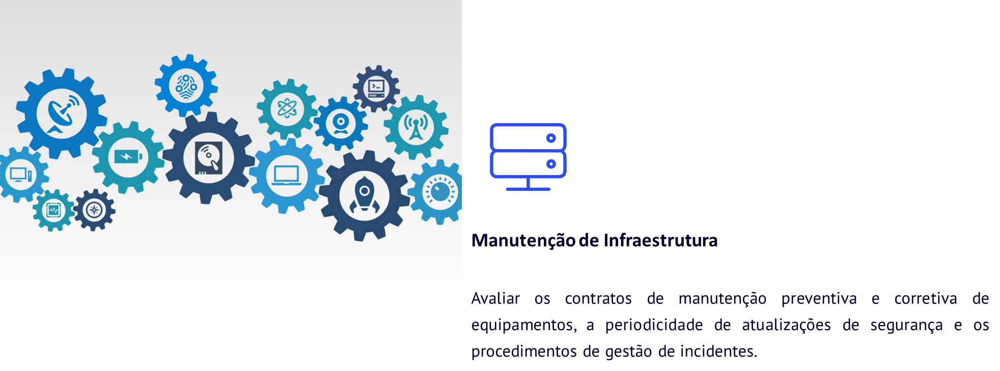 Manutenção de Infraestrutura
Avaliar os contratos de manutenção preventiva e corretiva de
equipamentos, a periodicidade de atualizações de segurança e os
procedimentos de gestão de incidentes.